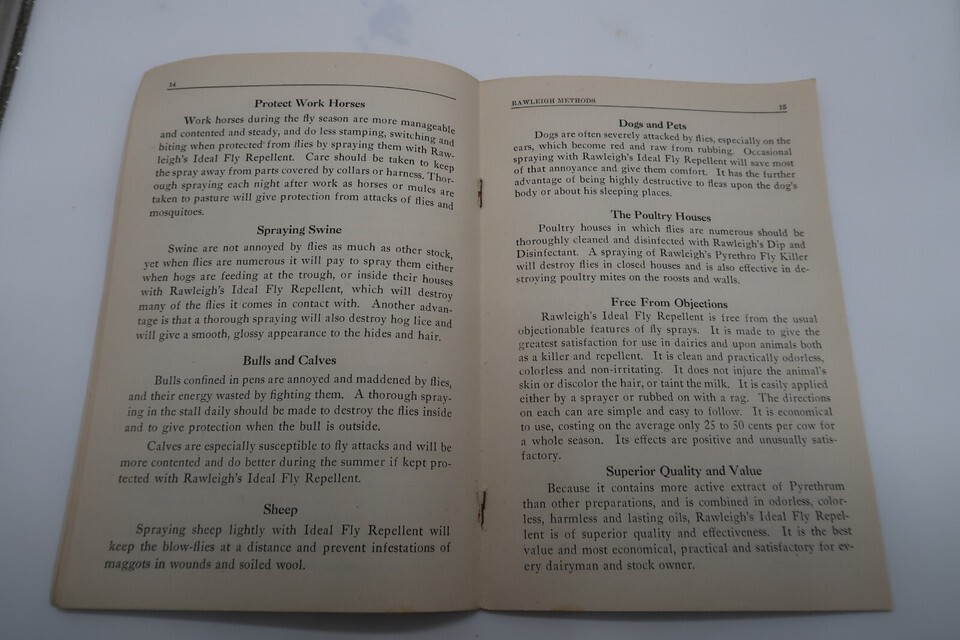 14
Protect Work Horses
Work horses during the fly season are more manageable
and contented and steady, and do less stamping, switching and
biting when protected from flies by spraying them with Raw-
leigh's Ideal Fly Repellent. Care should be taken to keep
the spray away from parts covered by collars or harness. Thor-
ough spraying each night after work as horses or mules are
taken to pasture will give protection from attacks of flies and
mosquitoes.
Spraying Swine
Swine are not annoyed by flies as much as other stock,
yet when flies are numerous it will pay to spray them either
when hogs are feeding at the trough, or inside their houses
with Rawleigh's Ideal Fly Repellent, which will destroy
many of the flies it comes in contact with. Another advan-
tage is that a thorough spraying will also destroy hog lice and
will give a smooth, glossy appearance to the hides and hair.
Bulls and Calves
Bulls confined in pens are annoyed and maddened by flies,
and their energy wasted by fighting them. A thorough spray-
ing in the stall daily should be made to destroy the flies inside
and to give protection when the bull is outside.
Calves are especially susceptible to fly attacks and will be
more contented and do better during the summer if kept pro-
tected with Rawleigh's Ideal Fly Repellent.
Sheep
Spraying sheep lightly with Ideal Fly Repellent will
keep the blow-flies at a distance and prevent infestations of
maggots in wounds and soiled wool.
RAWLEIGH METHODS 15
Dogs and Pets
Dogs are often severely attacked by flies, especially on the
ears, which become red and raw from rubbing. Occasional
spraying with Rawleigh's Ideal Fly Repellent will save most
of that annoyance and give them comfort. It has the further
advantage of being highly destructive to fleas upon the dog's
body or about his sleeping places.
The Poultry Houses
Poultry houses in which flies are numerous should be
thoroughly cleaned and disinfected with Rawleigh's Dip and
Disinfectant. A spraying of Rawleigh's Pyrethro Fly Killer
will destroy flies in closed houses and is also effective in de-
stroying poultry mites on the roosts and walls.
Free From Objections
Rawleigh's Ideal Fly Repellent is free from the usual
objectionable features of fly sprays. It is made to give the
greatest satisfaction for use in dairies and upon animals both
as a killer and repellent. It is clean and practically odorless,
colorless and non-irritating. It does not injure the animal's
skin or discolor the hair, or taint the milk. It is easily applied
either by a sprayer or rubbed on with a rag. The directions
on each can are simple and easy to follow. It is economical
to use, costing on the average only 25 to 50 cents per cow for
a whole season. Its effects are positive and unusually satis-
factory.
Superior Quality and Value
Because it contains more active extract of Pyrethrum
than other preparations, and is combined in odorless, color-
less, harmless and lasting oils, Rawleigh's Ideal Fly Repel-
lent is of superior quality and effectiveness. It is the best
value and most economical, practical and satisfactory for ev-
ery dairyman and stock owner.